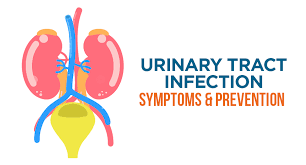 URINARY TRACT
INFECTION
SYMPTOMS & PREVENTION